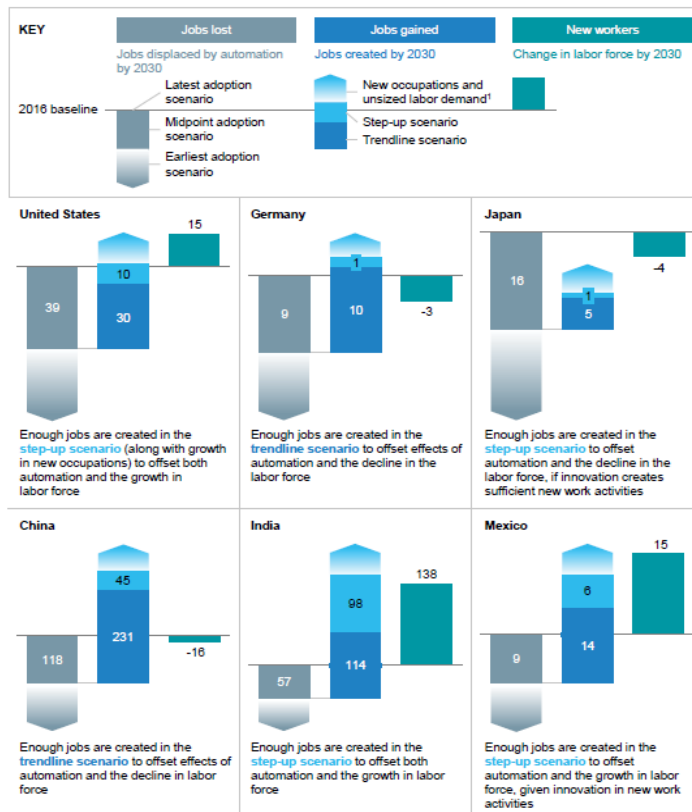 KEY
Jobs lost
Jobs gained
New workers
Jobs displaced by automation
by 2030
Jobs created by 2030
Change in labor force by 2030
2016 baseline
Latest adoption
scenario
Midpoint adoption
scenario
Earliest adoption
scenario
New occupations and
unsized labor demand¹
Step-up scenario
Trendline scenario
United States
15
10
39
30
Enough jobs are created in the
step-up scenario (along with growth
in new occupations) to offset both
automation and the growth in
labor force
Germany
1
9
10
-3
Enough jobs are created in the
trendline scenario to offset effects of
automation and the decline in the
labor force
Japan
16
1
5
-4
Enough jobs are created in the
step-up scenario to offset
automation and the decline in the
labor force, if innovation creates
sufficient new work activities
China
45
231
118
-16
Enough jobs are created in the
trendline scenario to offset effects of
automation and the decline in labor
force
India
138
98
114
57
Enough jobs are created in the
step-up scenario to offset both
automation and the growth in labor
force
Mexico
15
6
14
9
Enough jobs are created in the
step-up scenario to offset
automation and the growth in labor
force, given innovation in new work
activities